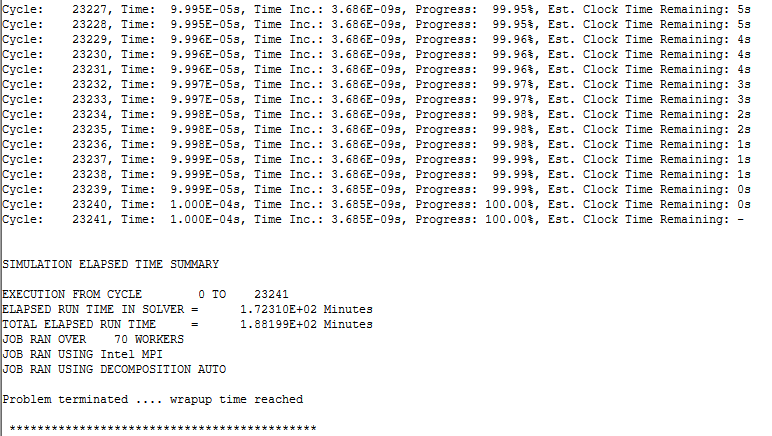 Cycle:    23227, Time:  9.995E-05s, Time Inc.: 3.686E-09s, Progress:  99.95%, Est. Clock Time Remaining: 5s
Cycle:    23228, Time:  9.995E-05s, Time Inc.: 3.686E-09s, Progress:  99.95%, Est. Clock Time Remaining: 5s
Cycle:    23229, Time:  9.996E-05s, Time Inc.: 3.686E-09s, Progress:  99.96%, Est. Clock Time Remaining: 4s
Cycle:    23230, Time:  9.996E-05s, Time Inc.: 3.686E-09s, Progress:  99.96%, Est. Clock Time Remaining: 4s
Cycle:    23231, Time:  9.996E-05s, Time Inc.: 3.686E-09s, Progress:  99.96%, Est. Clock Time Remaining: 4s
Cycle:    23232, Time:  9.997E-05s, Time Inc.: 3.686E-09s, Progress:  99.97%, Est. Clock Time Remaining: 3s
Cycle:    23233, Time:  9.997E-05s, Time Inc.: 3.686E-09s, Progress:  99.97%, Est. Clock Time Remaining: 3s
Cycle:    23234, Time:  9.998E-05s, Time Inc.: 3.686E-09s, Progress:  99.98%, Est. Clock Time Remaining: 2s
Cycle:    23235, Time:  9.998E-05s, Time Inc.: 3.686E-09s, Progress:  99.98%, Est. Clock Time Remaining: 2s
Cycle:    23236, Time:  9.998E-05s, Time Inc.: 3.686E-09s, Progress:  99.98%, Est. Clock Time Remaining: 1s
Cycle:    23237, Time:  9.999E-05s, Time Inc.: 3.686E-09s, Progress:  99.99%, Est. Clock Time Remaining: 1s
Cycle:    23238, Time:  9.999E-05s, Time Inc.: 3.686E-09s, Progress:  99.99%, Est. Clock Time Remaining: 1s
Cycle:    23239, Time:  9.999E-05s, Time Inc.: 3.685E-09s, Progress:  99.99%, Est. Clock Time Remaining: 0s
Cycle:    23240, Time:  1.000E-04s, Time Inc.: 3.685E-09s, Progress: 100.00%, Est. Clock Time Remaining: 0s
Cycle:    23241, Time:  1.000E-04s, Time Inc.: 3.685E-09s, Progress: 100.00%, Est. Clock Time Remaining: -
SIMULATION ELAPSED TIME SUMMARY
EXECUTION FROM CYCLE        0 TO    23241
ELAPSED RUN TIME IN SOLVER =      1.72310E+02 Minutes
TOTAL ELAPSED RUN TIME     =      1.88199E+02 Minutes
JOB RAN OVER    70 WORKERS
JOB RAN USING Intel MPI
JOB RAN USING DECOMPOSITION AUTO
Problem terminated .... wrapup time reached
********************************************